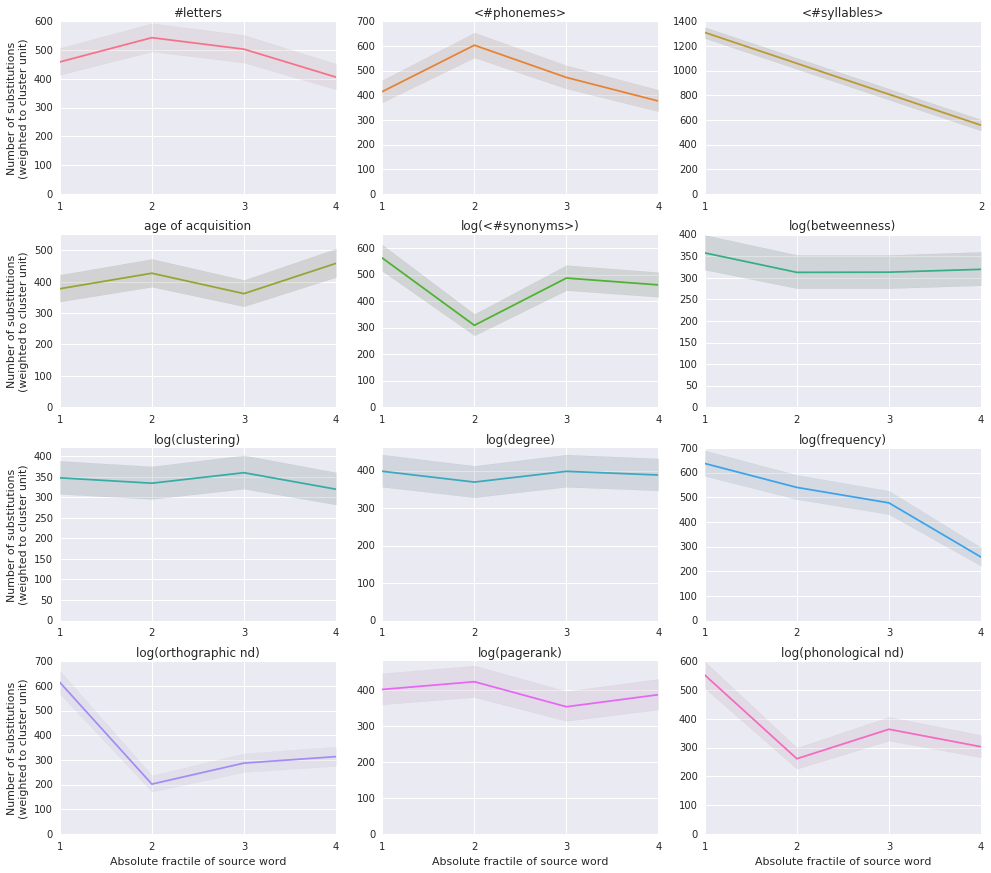 #letters
<#phonemes>
<#syllables>
Number of substitutions
(weighted to cluster unit)
600
500
400
300
200
100
0
1 2 3 4
700
600
500
400
300
200
100
0
1 2 3 4
1400
1200
1000
800
600
400
200
0
1 2
age of acquisition
log(<#synonyms>)
log(betweenness)
Number of substitutions
(weighted to cluster unit)
500
400
300
200
100
0
1 2 3 4
600
500
400
300
200
100
0
1 2 3 4
400
350
300
250
200
150
100
50
0
1 2 3 4
log(clustering)
log(degree)
log(frequency)
Number of substitutions
(weighted to cluster unit)
400
350
300
250
200
150
100
50
0
1 2 3 4
400
300
200
100
0
1 2 3 4
700
600
500
400
300
200
100
0
1 2 3 4
log(orthographic nd)
log(pagerank)
log(phonological nd)
Number of substitutions
(weighted to cluster unit)
700
600
500
400
300
200
100
0
1 2 3 4
Absolute fractile of source word
400
300
200
100
0
1 2 3 4
Absolute fractile of source word
600
500
400
300
200
100
0
1 2 3 4
Absolute fractile of source word